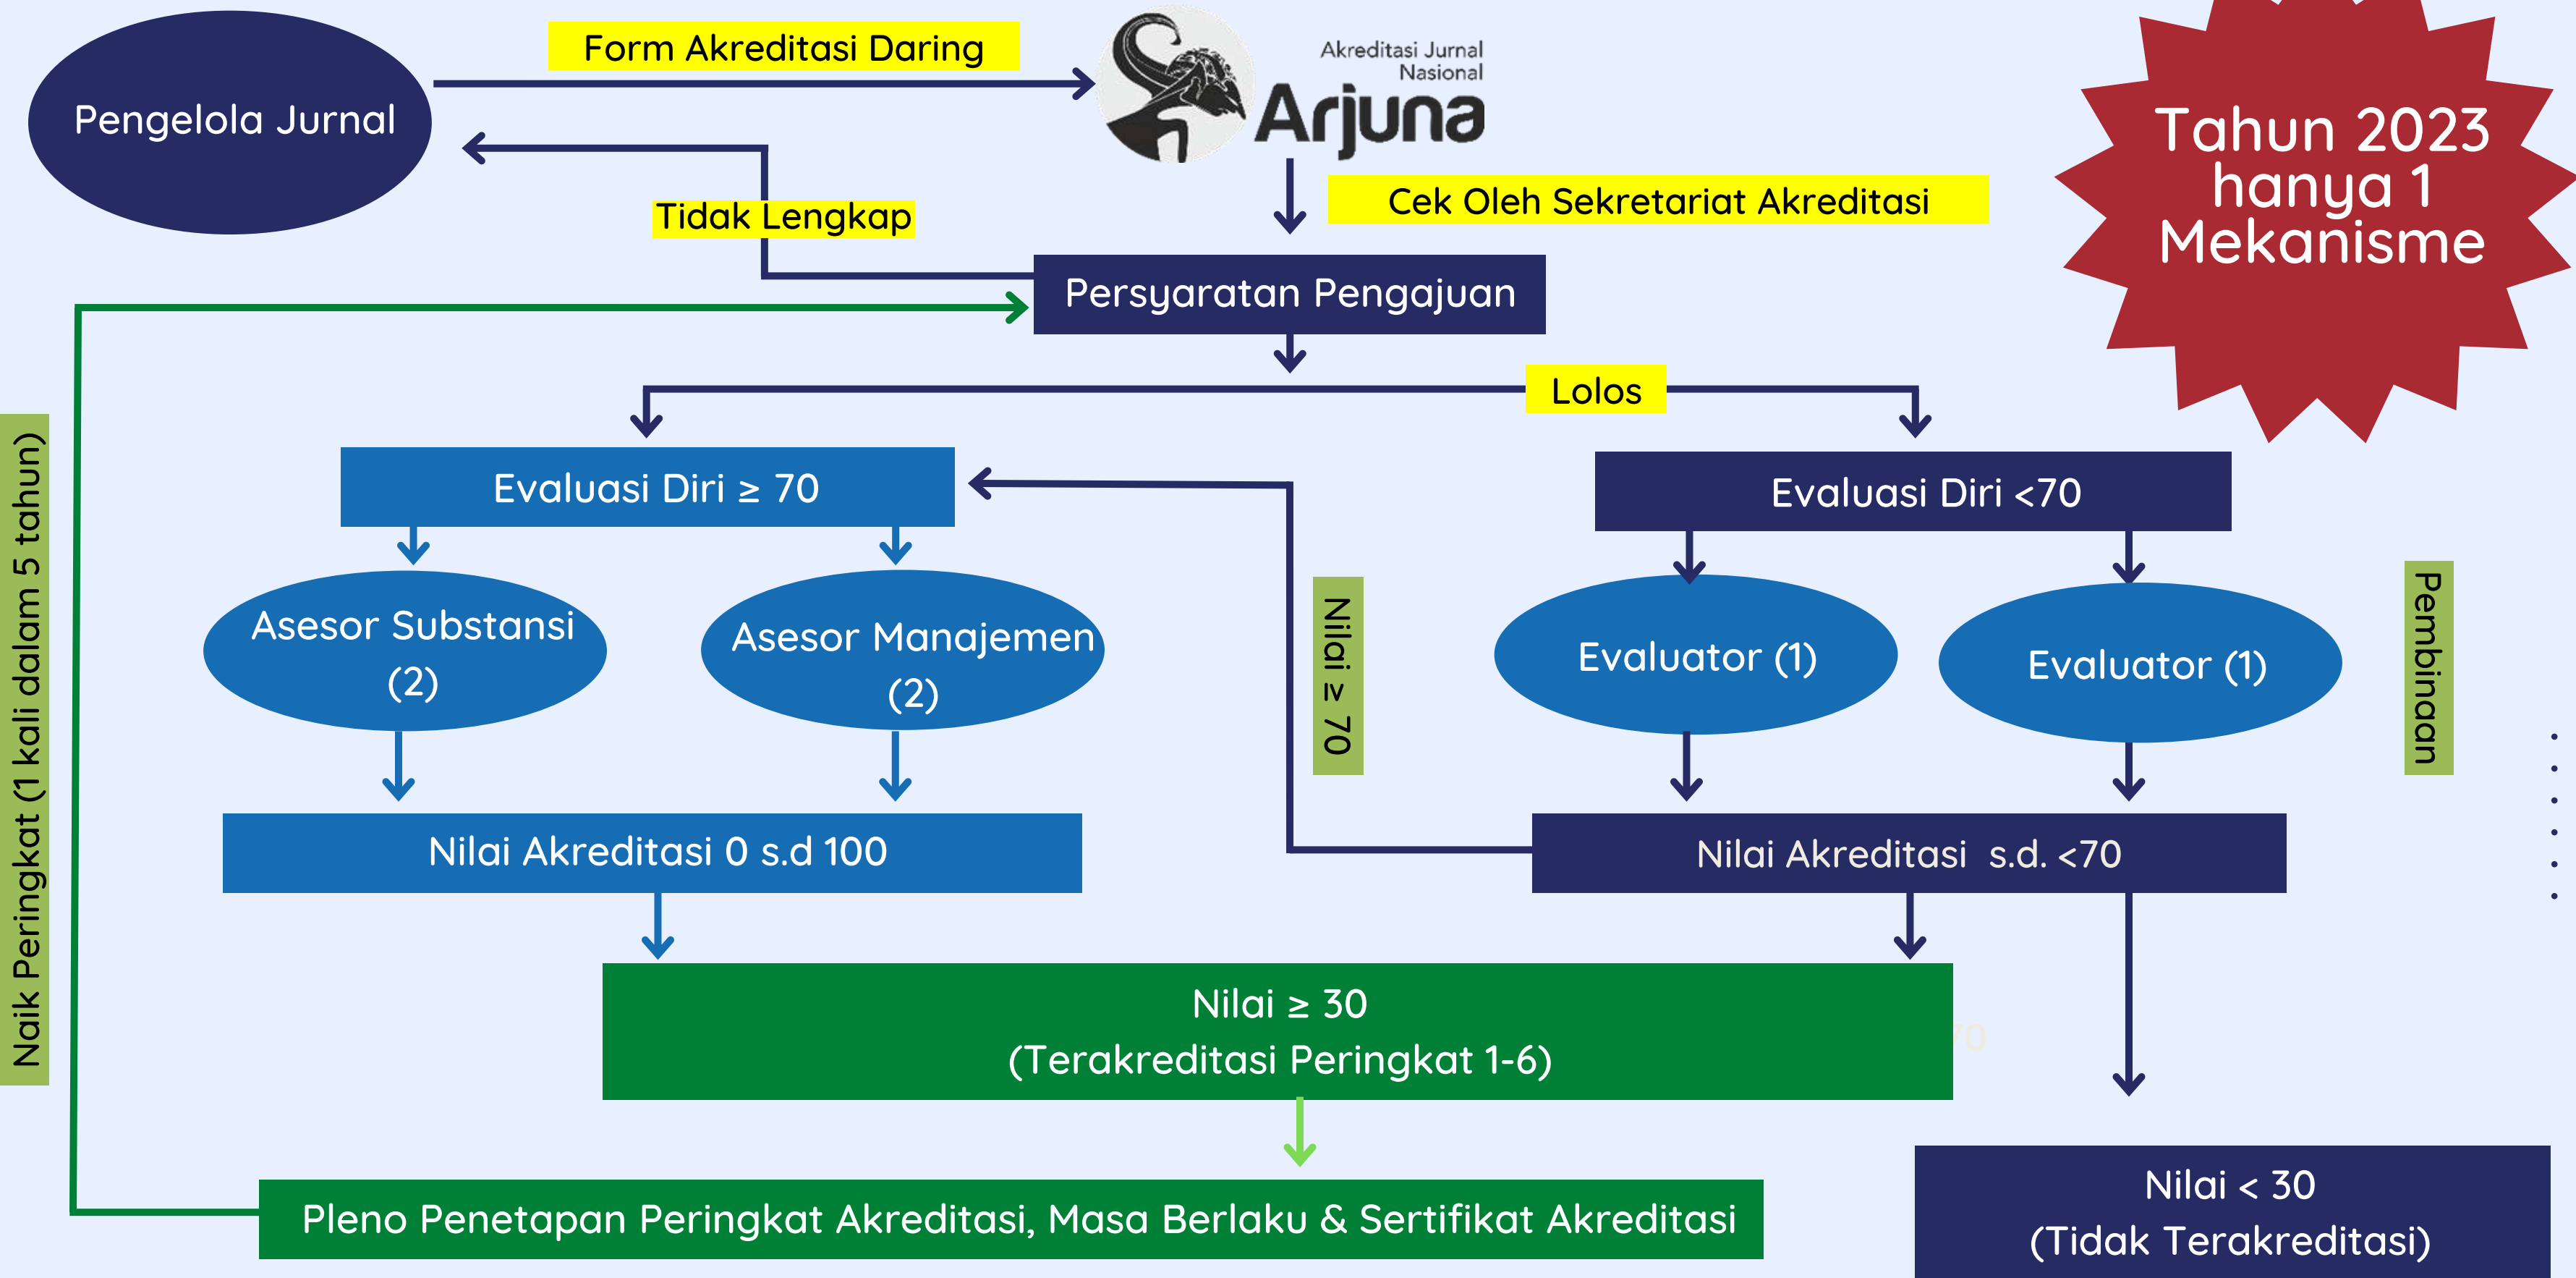 Form Akreditasi Daring
Pengelola Jurnal
Akreditasi Jurnal
Nasional
Arjuna
Tahun 2023
hanya 1
Mekanisme
Cek Oleh Sekretariat Akreditasi
Tidak Lengkap
Persyaratan Pengajuan
Lolos
Evaluasi Diri ≥ 70
Evaluasi Diri <70
Asesor Substansi
(2)
Asesor Manajemen
(2)
Nilai ≥ 70
Evaluator (1)
Evaluator (1)
Pembinaan
Naik Peringkat (1 kali dalam 5 tahun)
Nilai Akreditasi 0 s.d 100
Nilai Akreditasi  s.d. <70
Nilai ≥ 30
(Terakreditasi Peringkat 1-6)
Pleno Penetapan Peringkat Akreditasi, Masa Berlaku & Sertifikat Akreditasi
Nilai < 30
(Tidak Terakreditasi)